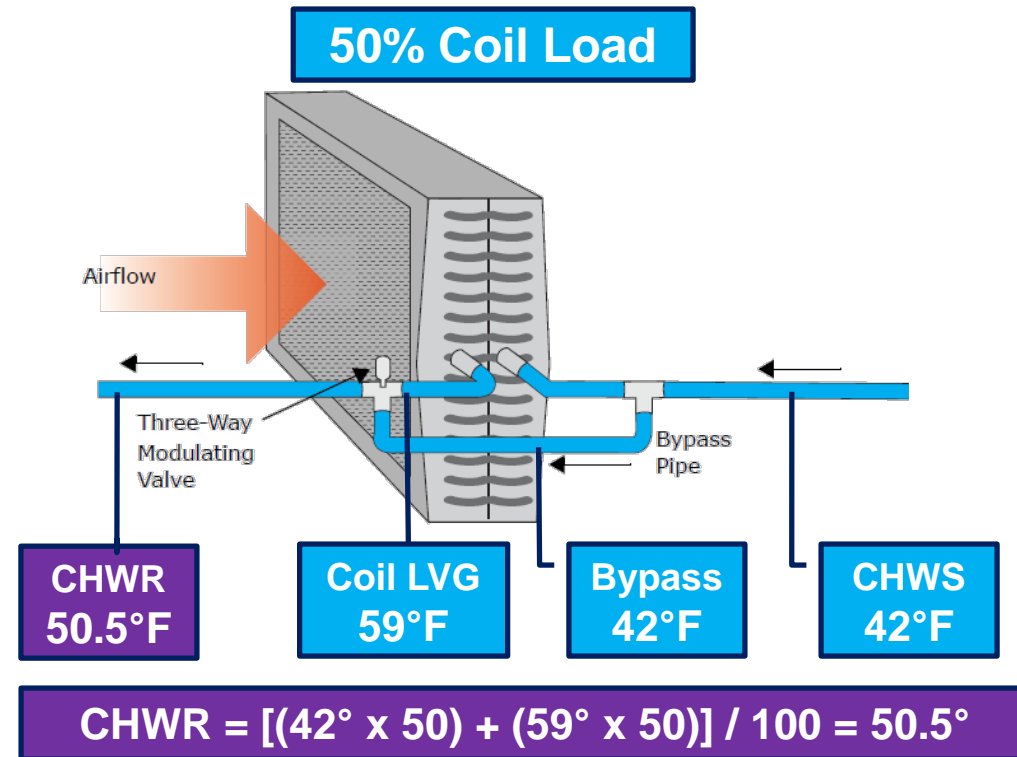 50% Coil Load
Airflow
Three-Way
Modulating
Valve
Bypass
Pipe
CHWR
50.5°F
Coil LVG
59°F
Bypass
42°F
CHWS
42°F
CHWR = [(42° x 50) + (59° x 50)] / 100 = 50.5°